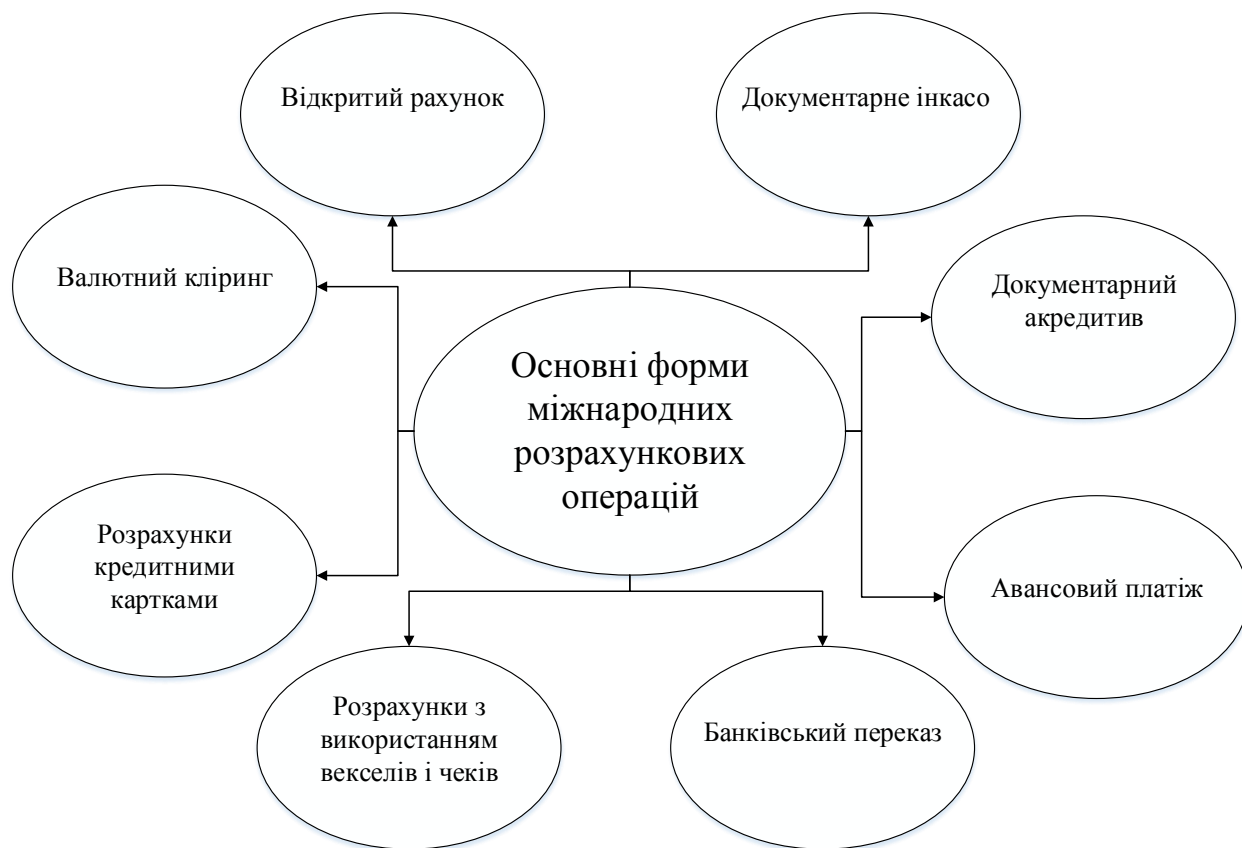 Відкритий рахунок
Документарне інкасо
Валютний кліринг
Документарний
акредитив
Основні форми
міжнародних
розрахункових
операцій
Розрахунки
кредитними
картками
Авансовий платіж
Розрахунки з
використанням
векселів і чеків
Банківський переказ